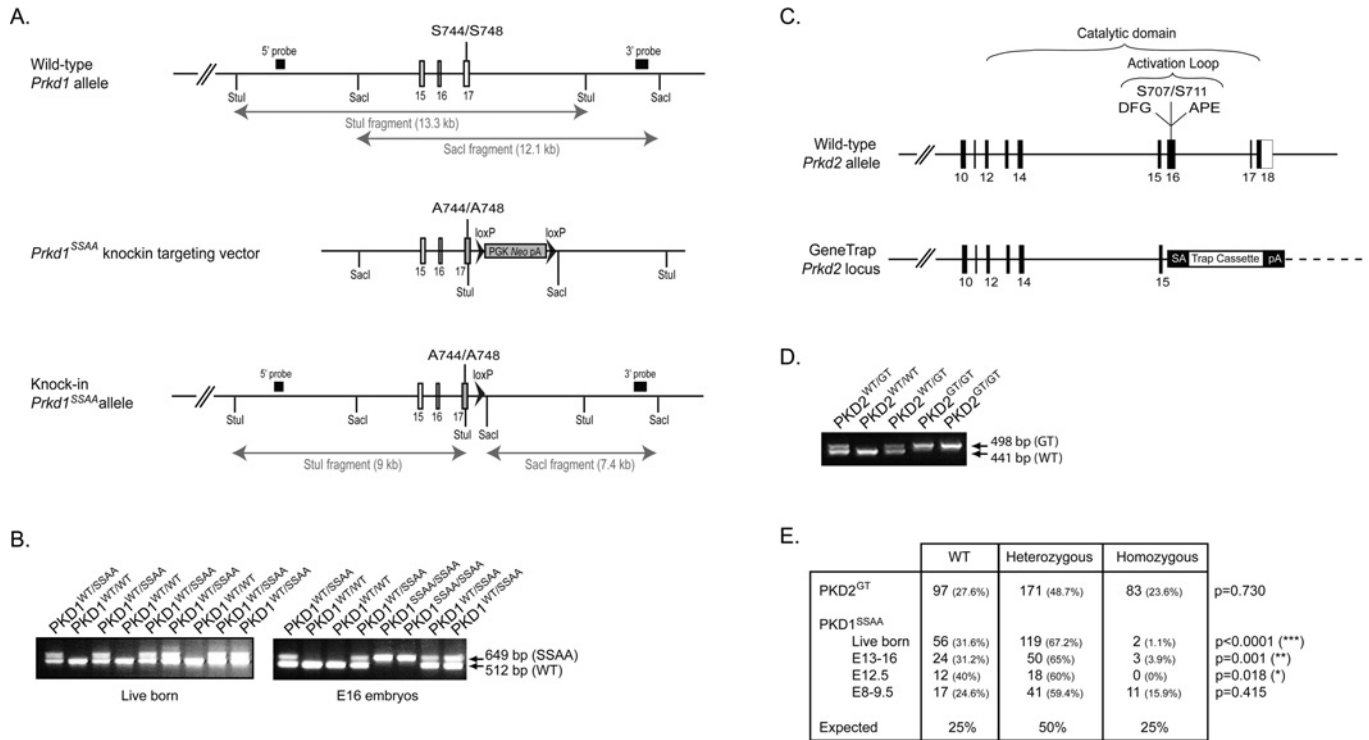 A.
S744/S748
5' probe
3' probe
Wild-type
Prkd1 allele
15
16
17
StuI
SacI
StuI
SacI
StuI fragment (13.3 kb)
SacI fragment (12.1 kb)
A744/A748
loxP
loxP
Prkd1SSAA knockin targeting vector
PGK Neo pA
15
16
17
SacI
StuI
SacI
StuI
A744/A748
5' probe
loxP
3' probe
Knock-in
Prkd1SSAA allele
15
16
17
StuI
SacI
StuI
SacI
StuI
SacI
StuI fragment (9 kb)
SacI fragment (7.4 kb)
B.
PKD1WT/SSAA
PKD1WT/WT
PKD1WT/SSAA
PKD1WT/WT
PKD1WT/SSAA
PKD1WT/SSAA
PKD1WT/WT
PKD1WT/SSAA
PKD1WT/SSAA
PKD1WT/SSAA
PKD1WT/WT
PKD1WT/WT
PKD1WT/SSAA
PKD1SSAA/SSAA
PKD1SSAA/SSAA
PKD1WT/SSAA
PKD1WT/SSAA
649 bp (SSAA)
512 bp (WT)
Live born
E16 embryos
C.
Catalytic domain
Activation Loop
S707/S711
DFG
APE
Wild-type
Prkd2 allele
10
12
14
15
16
17
18
GeneTrap
Prkd2 locus
SA
Trap Cassette
pA
10
12
14
15
D.
PKD2WT/GT
PKD2WT/WT
PKD2WT/GT
PKD2GT/GT
PKD2GT/GT
498 bp (GT)
441 bp (WT)
E.
WT Heterozygous Homozygous
PKD2GT 97 (27.6%) 171 (48.7%) 83 (23.6%) p=0.730
PKD1SSAA
Live born 56 (31.6%) 119 (67.2%) 2 (1.1%) p<0.0001 (***)
E13-16 24 (31.2%) 50 (65%) 3 (3.9%) p=0.001 (**)
E12.5 12 (40%) 18 (60%) 0 (0%) p=0.018 (*)
E8-9.5 17 (24.6%) 41 (59.4%) 11 (15.9%) p=0.415
Expected 25% 50% 25%